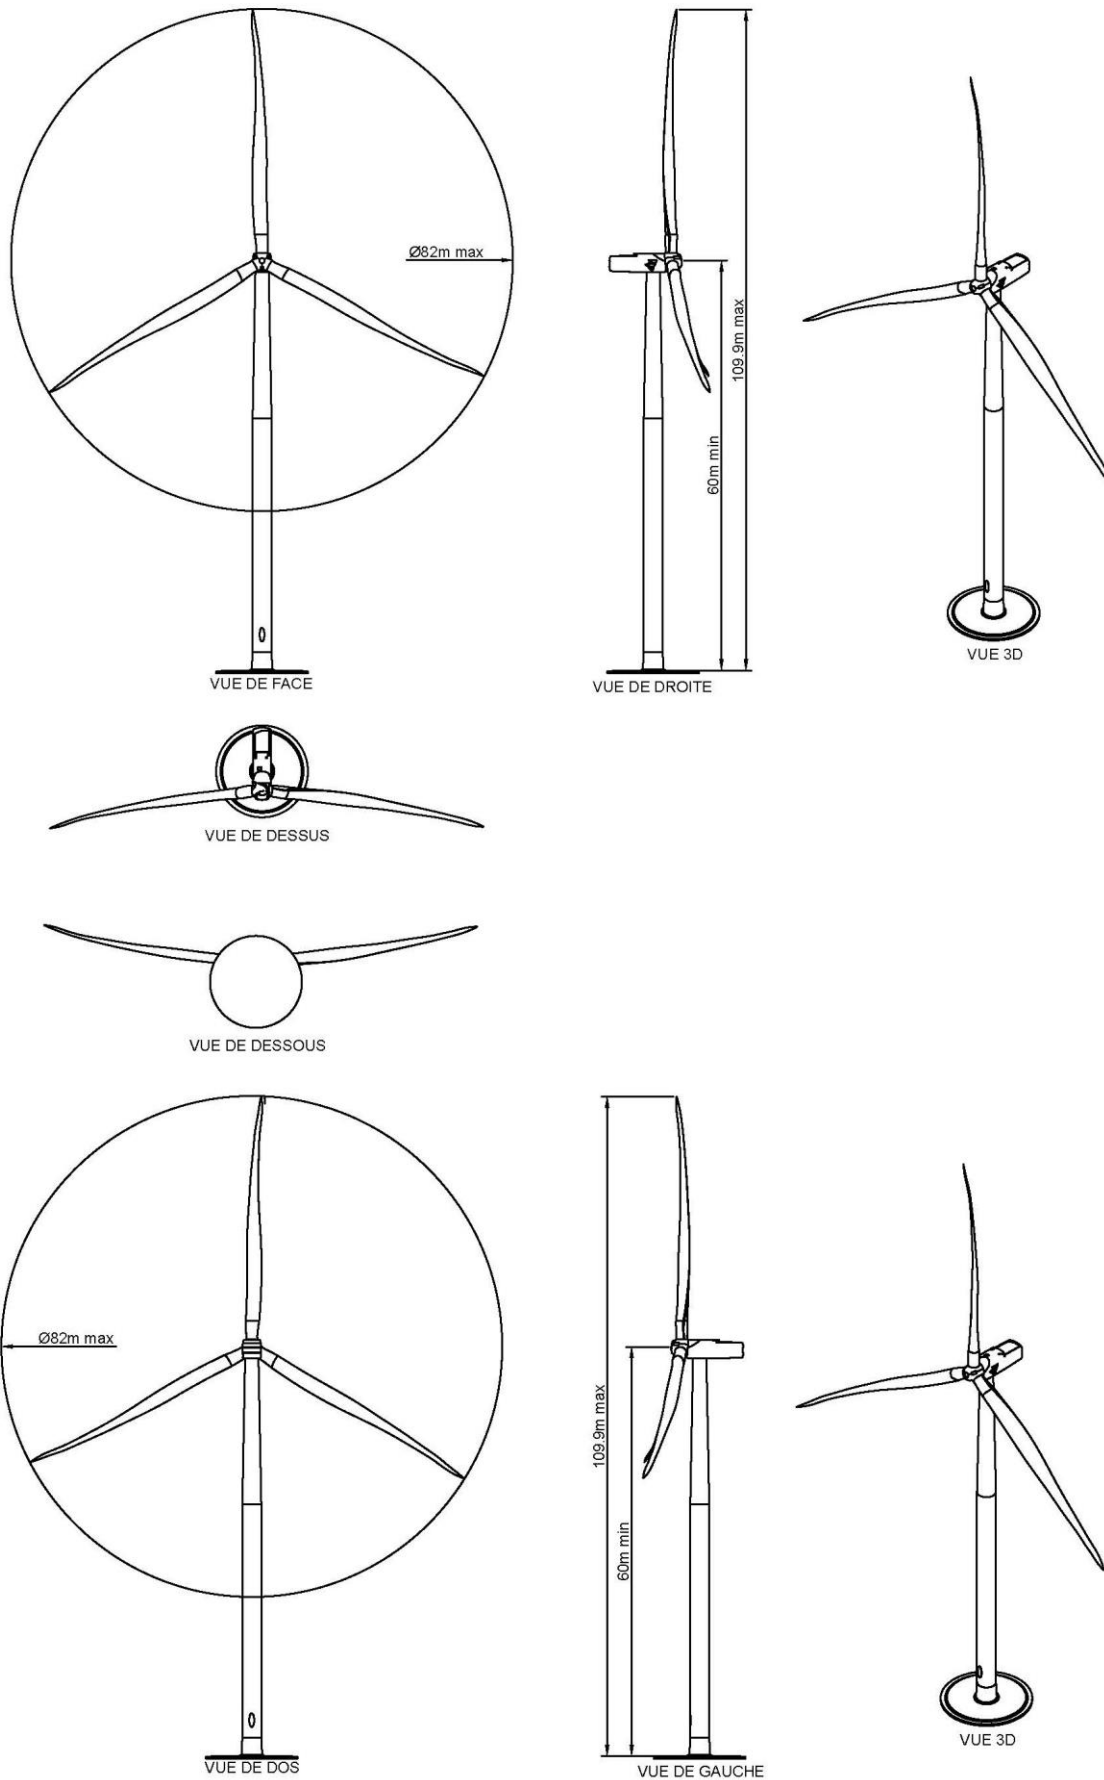 Ø82m max
109.9m max
60m min
VUE DE FACE
VUE DE DROITE
VUE 3D
VUE DE DESSUS
VUE DE DESSOUS
Ø82m max
109.9m max
60m min
VUE DE DOS
VUE DE GAUCHE
VUE 3D